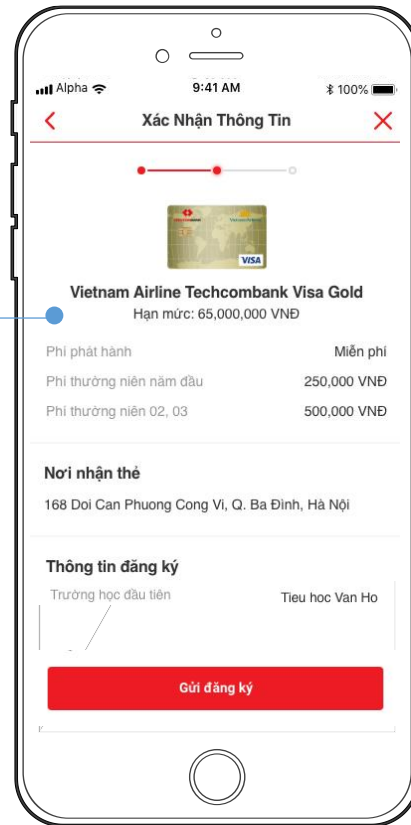 Alpha 9:41 AM 100%
Xác Nhận Thông Tin
VISA
Vietnam Airline Techcombank Visa Gold
Hạn mức: 65,000,000 VNĐ
Phí phát hành Miễn phí
Phí thường niên năm đầu 250,000 VNĐ
Phí thường niên 02, 03 500,000 VNĐ
Nơi nhận thẻ
168 Doi Can Phuong Cong Vi, Q. Ba Đình, Hà Nội
Thông tin đăng ký
Trường học đầu tiên Tieu hoc Van Ho
Gửi đăng ký